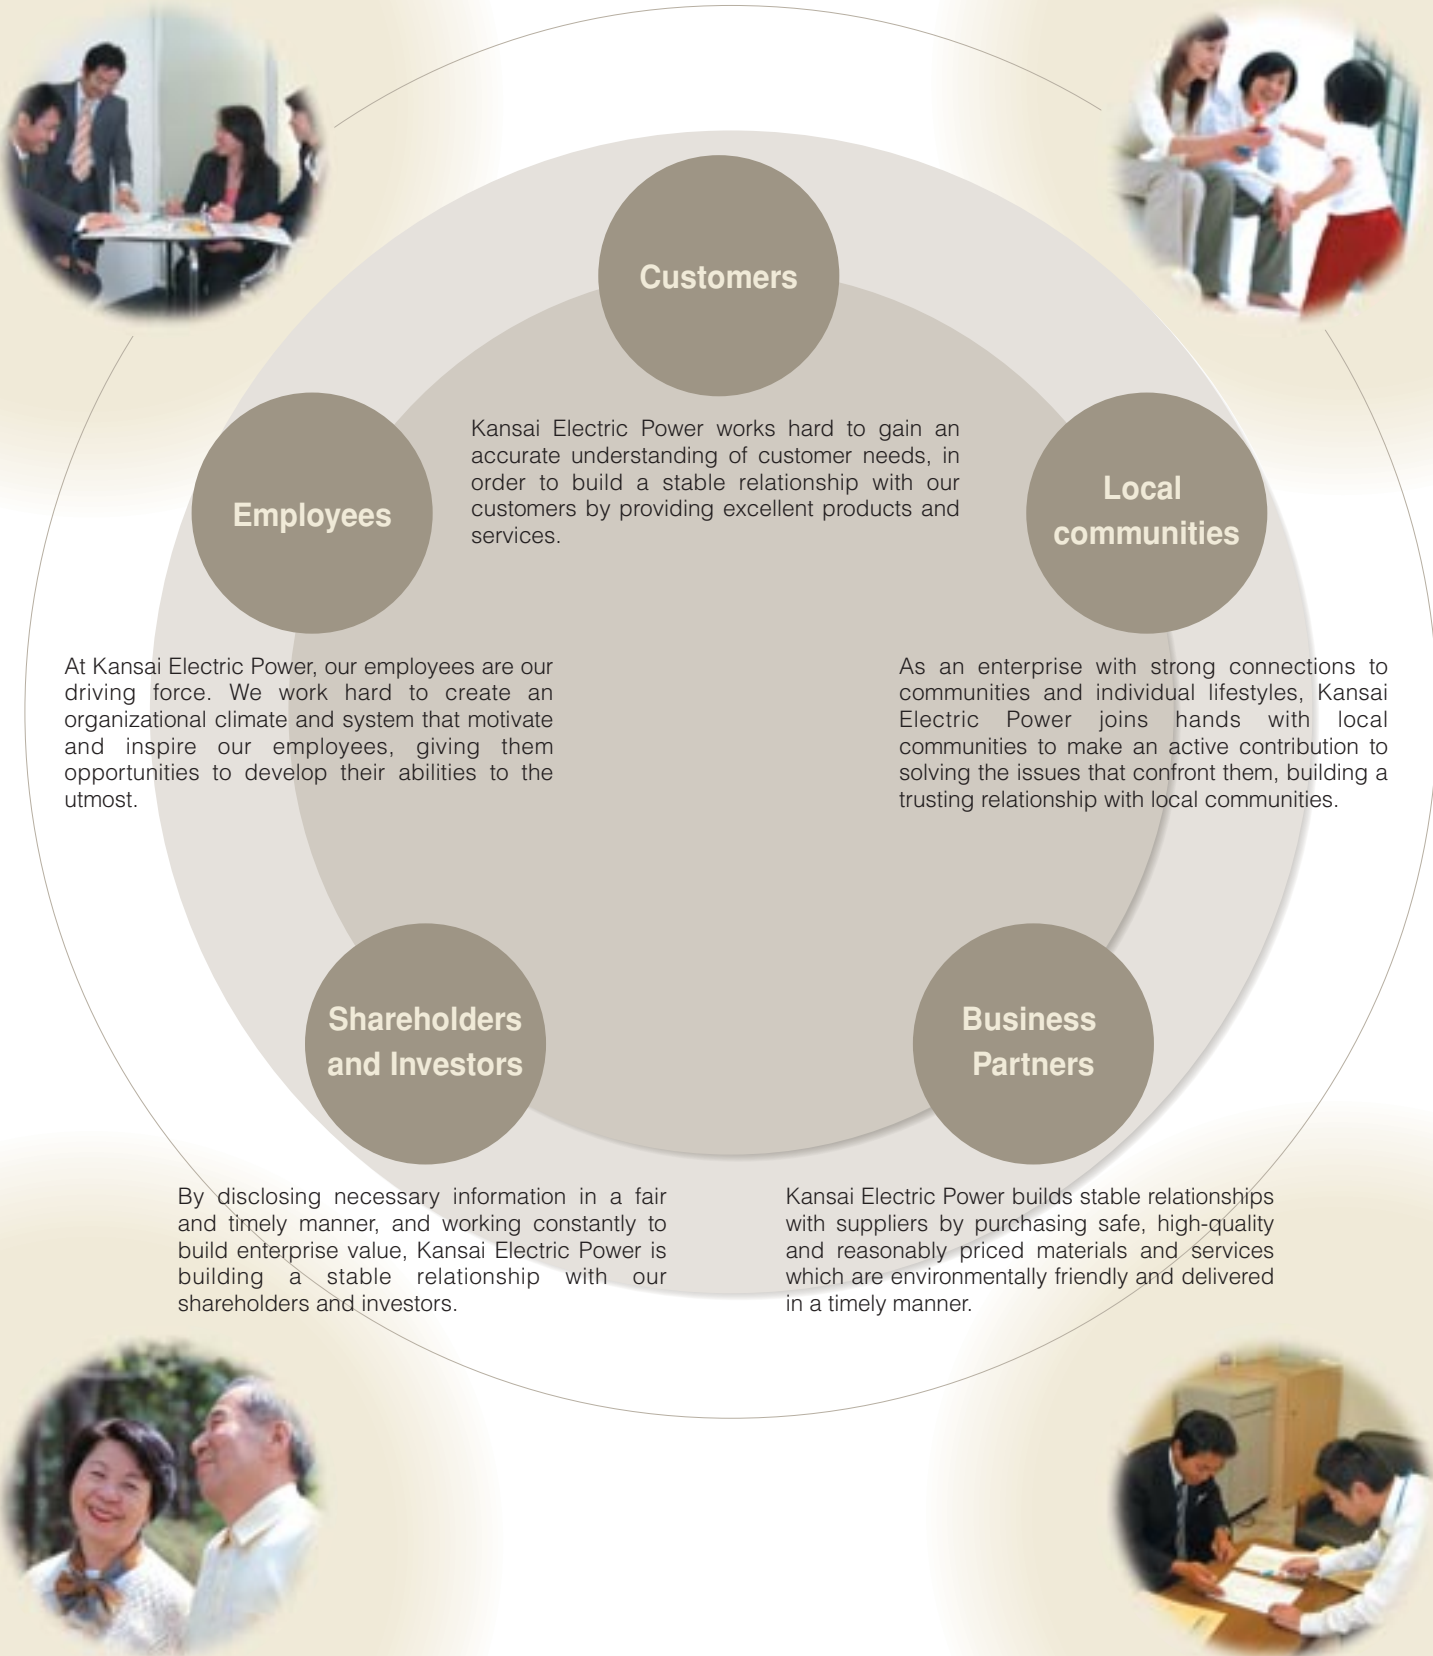 Customers
Kansai Electric Power works hard to gain an
accurate understanding of customer needs, in
order to build a stable relationship with our
customers by providing excellent products and
services.
Employees
At Kansai Electric Power, our employees are our
driving force. We work hard to create an
organizational climate and system that motivate
and inspire our employees, giving them
opportunities to develop their abilities to the
utmost.
Local
communities
As an enterprise with strong connections to
communities and individual lifestyles, Kansai
Electric Power joins hands with local
communities to make an active contribution to
solving the issues that confront them, building a
trusting relationship with local communities.
Shareholders
and Investors
By disclosing necessary information in a fair
and timely manner, and working constantly to
build enterprise value, Kansai Electric Power is
building a stable relationship with our
shareholders and investors.
Business
Partners
Kansai Electric Power builds stable relationships
with suppliers by purchasing safe, high-quality
and reasonably priced materials and services
which are environmentally friendly and delivered
in a timely manner.